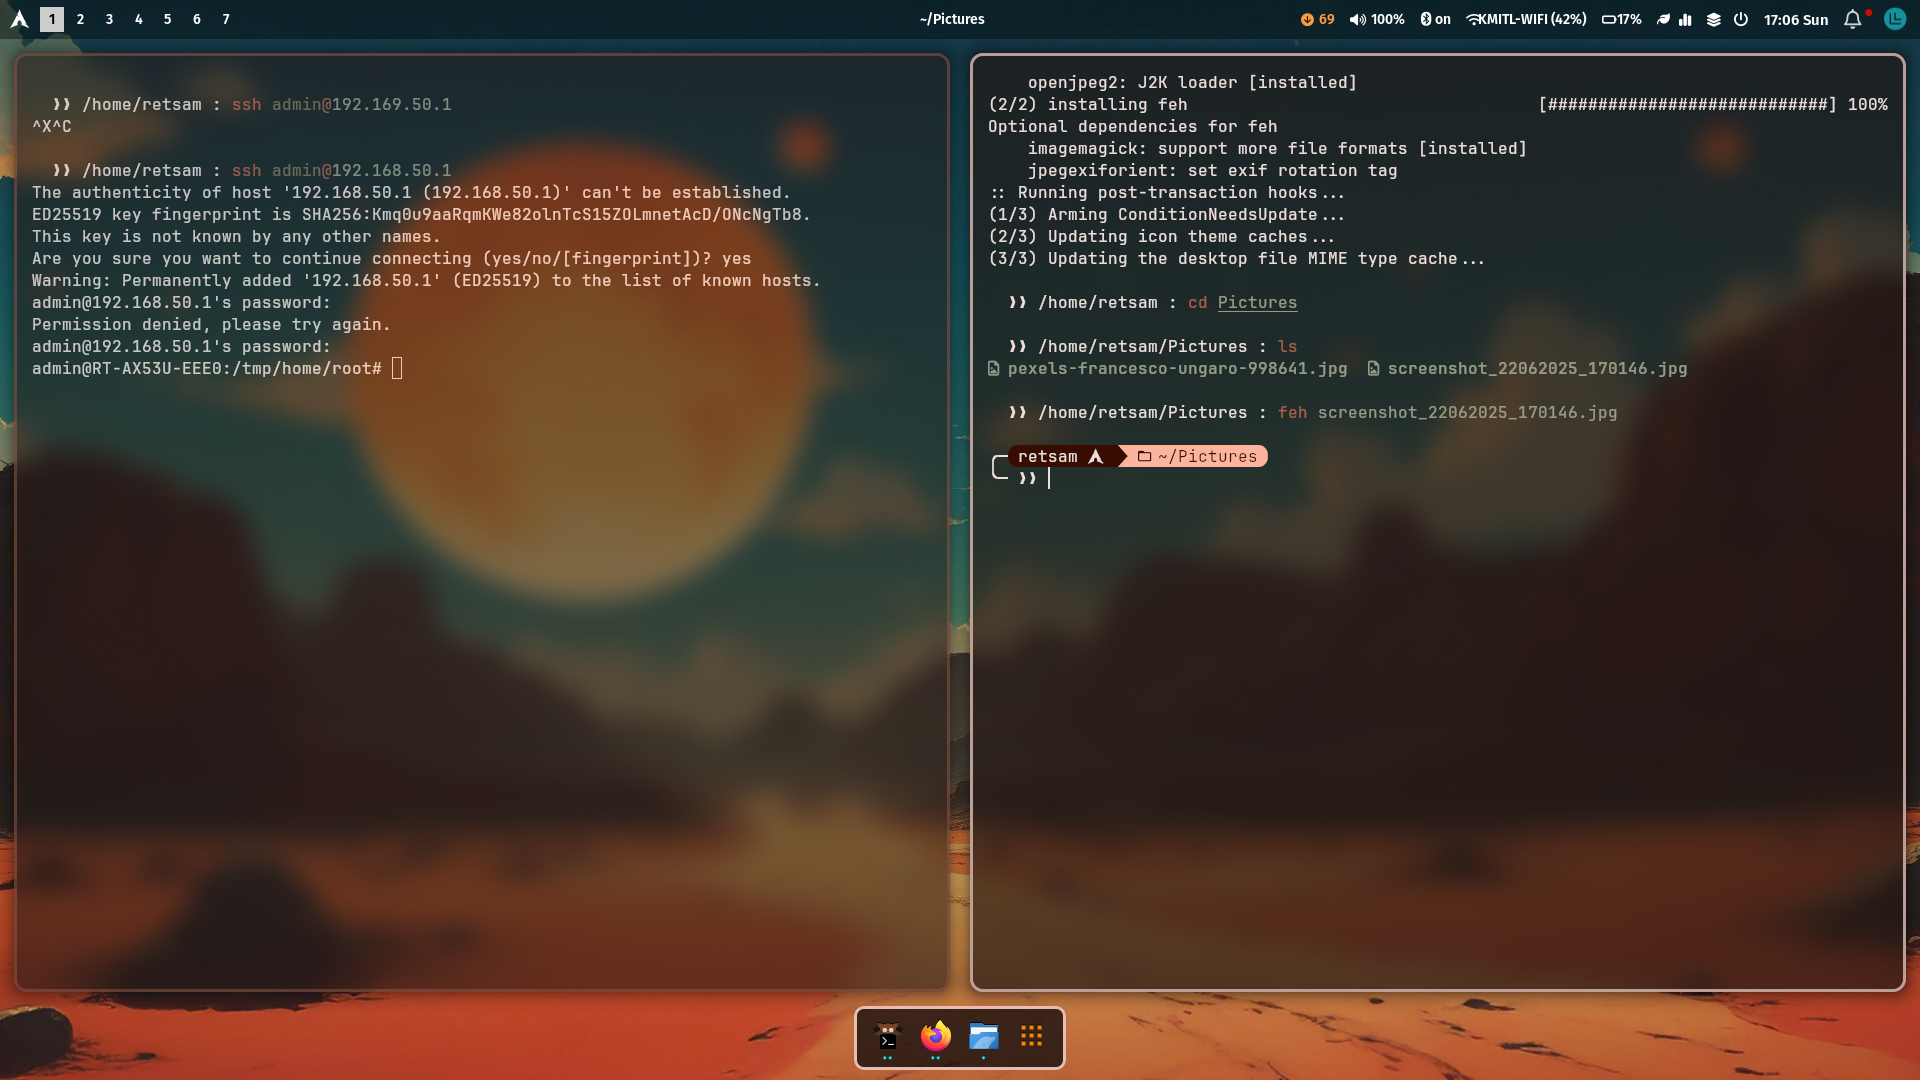 1 2 3 4 5 6 7
~/Pictures
69 100% on KMITL-WIFI (42%) 17% 17:06 Sun
❯❯ /home/retsam : ssh admin@192.169.50.1
^X^C
❯❯ /home/retsam : ssh admin@192.168.50.1
The authenticity of host '192.168.50.1 (192.168.50.1)' can't be established.
ED25519 key fingerprint is SHA256:Kmq0u9aaRqmKWe82olnTcS15ZOLmnetAcD/ONcNgTb8.
This key is not known by any other names.
Are you sure you want to continue connecting (yes/no/[fingerprint])? yes
Warning: Permanently added '192.168.50.1' (ED25519) to the list of known hosts.
admin@192.168.50.1's password:
Permission denied, please try again.
admin@192.168.50.1's password:
admin@RT-AX53U-EEE0:/tmp/home/root#
openjpeg2: J2K loader [installed]
(2/2) installing feh [############################] 100%
Optional dependencies for feh
imagemagick: support more file formats [installed]
jpegexiforient: set exif rotation tag
:: Running post-transaction hooks...
(1/3) Arming ConditionNeedsUpdate...
(2/3) Updating icon theme caches...
(3/3) Updating the desktop file MIME type cache...
❯❯ /home/retsam : cd Pictures
❯❯ /home/retsam/Pictures : ls
pexels-francesco-ungaro-998641.jpg screenshot_22062025_170146.jpg
❯❯ /home/retsam/Pictures : feh screenshot_22062025_170146.jpg
retsam ~/Pictures
❯❯